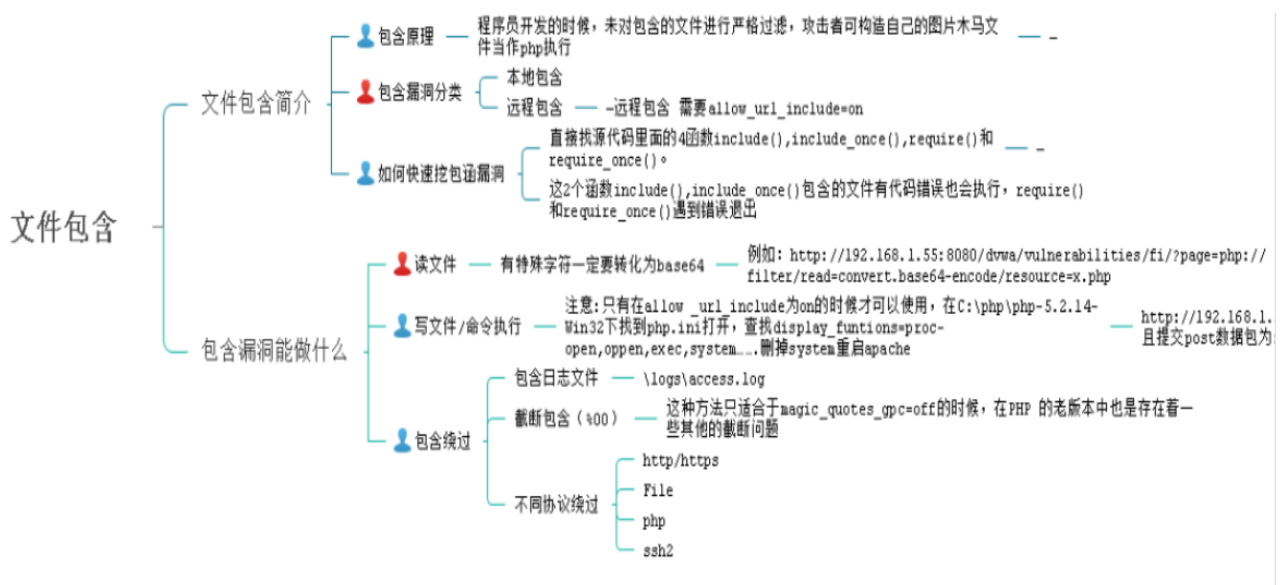 文件包含
文件包含简介
包含原理
程序员开发的时候，未对包含的文件进行严格过滤，攻击者可构造自己的图片木马文
件当作php执行
包含漏洞分类
本地包含
远程包含
-远程包含 需要allow_url_include=on
如何快速挖包涵漏洞
直接找源代码里面的4函数include(),include_once(),require()和
require_once()。
这2个函数include(),include_once()包含的文件有代码错误也会执行，require()
和require_once()遇到错误退出
包含漏洞能做什么
读文件
有特殊字符一定要转化为base64
例如：http://192.168.1.55:8080/dvwa/vulnerabilities/fi/?page=php://
filter/read=convert.base64-encode/resource=x.php
写文件/命令执行
注意:只有在allow _url_include为on的时候才可以使用，在C:\php\php-5.2.14-
Win32下找到php.ini打开，查找display_funtions=proc-
open,oppen,exec,system…….删掉system重启apache
http://192.168.1.
且提交post数据包为
包含绕过
包含日志文件
\logs\access.log
截断包含（%00）
这种方法只适合于magic_quotes_gpc=off的时候，在PHP 的老版本中也是存在着一
些其他的截断问题
不同协议绕过
http/https
File
php
ssh2